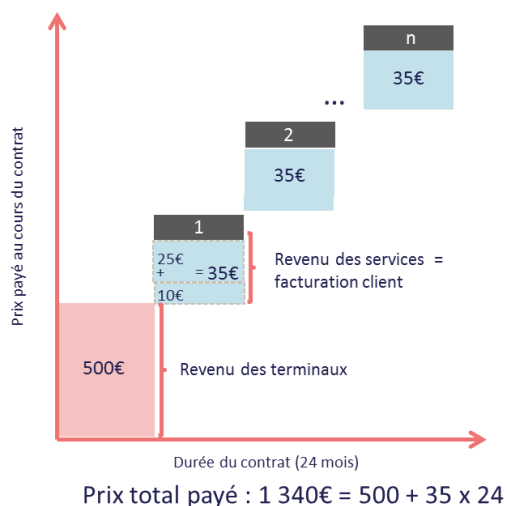 n
35€
...
2
35€
1
25€
+ = 35€
10€
Revenu des services =
facturation client
500€
Revenu des terminaux
Prix payé au cours du contrat
Durée du contrat (24 mois)
Prix total payé : 1 340€ = 500 + 35 x 24